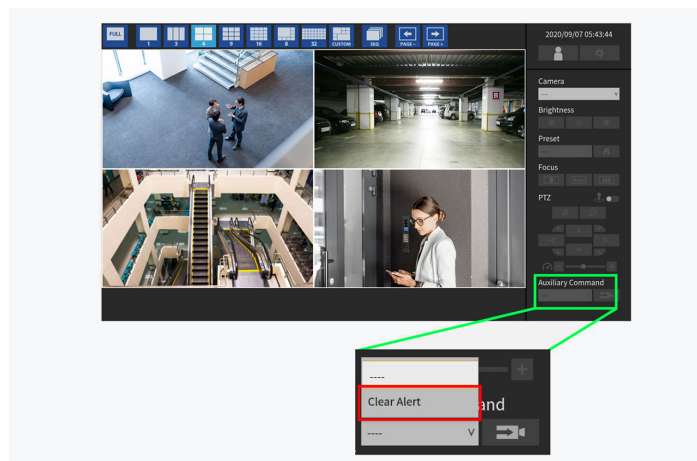 FULL
1
3
4
9
16
8
32
CUSTOM
SEQ
PAGE -
PAGE +
2020/09/07 05:43:44
Camera
----
Brightness
Preset
----
Focus
PTZ
Auxiliary Command
B
----
Clear Alert
and
----